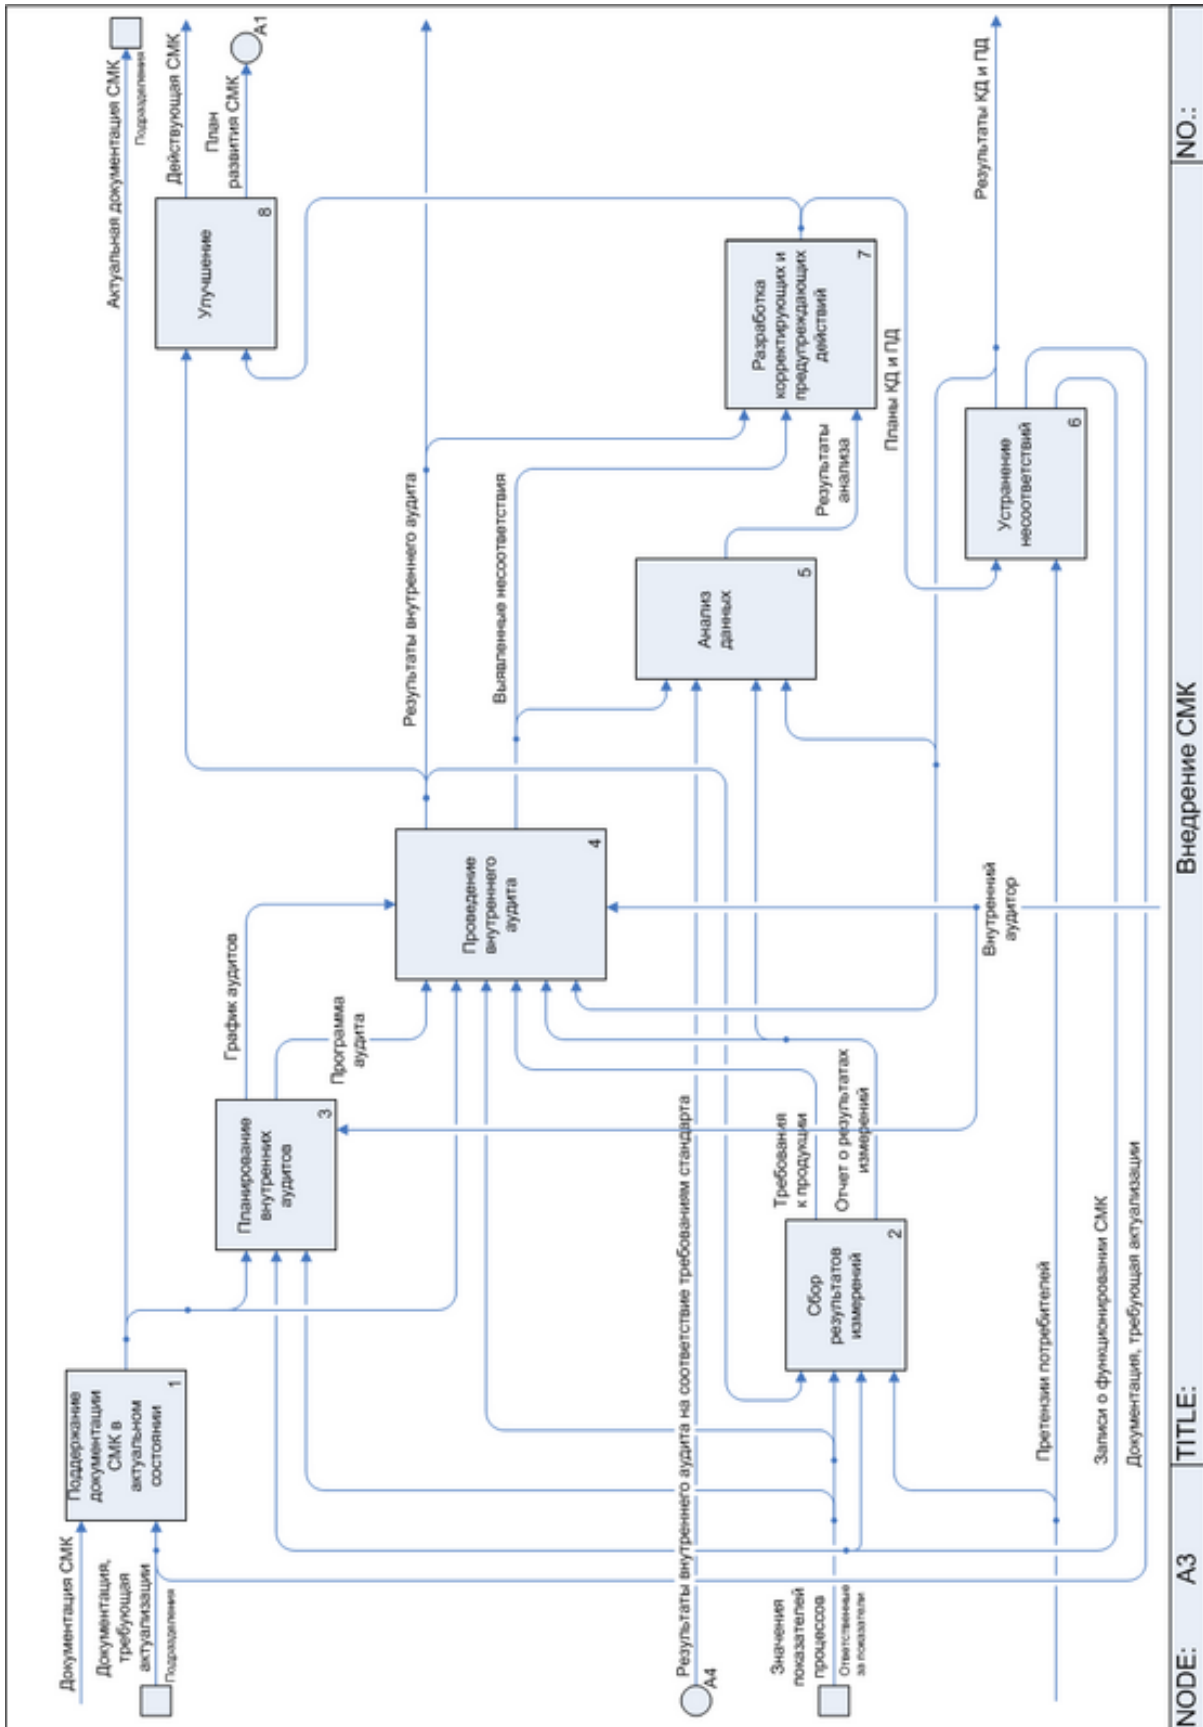 Документация СМК
Документация,
требующая
актуализации
Подразделения
Поддержание
документации
СМК в
актуальном
состоянии
1
Актуальная документация СМК
Подразделения
Действующая СМК
План
развития СМК
A1
Улучшение
8
Планирование
внутренних
аудитов
3
График аудитов
Программа
аудита
Проведение
внутреннего
аудита
4
Результаты внутреннего аудита
Выявленные несоответствия
Анализ
данных
5
Результаты
анализа
Разработка
корректирующих и
предупреждающих
действий
7
Планы КД и ПД
Результаты внутреннего аудита на соответствие требованиям стандарта
A4
Значения
показателей
процессов
Ответственные
за показатели
Сбор
результатов
измерений
2
Требования
к продукции
Отчет о результатах
измерений
Внутренний
аудитор
Устранение
несоответствий
6
Результаты КД и ПД
Претензии потребителей
Записи о функционировании СМК
Документация, требующая актуализации
NODE:
A3
TITLE:
Внедрение СМК
NO.: